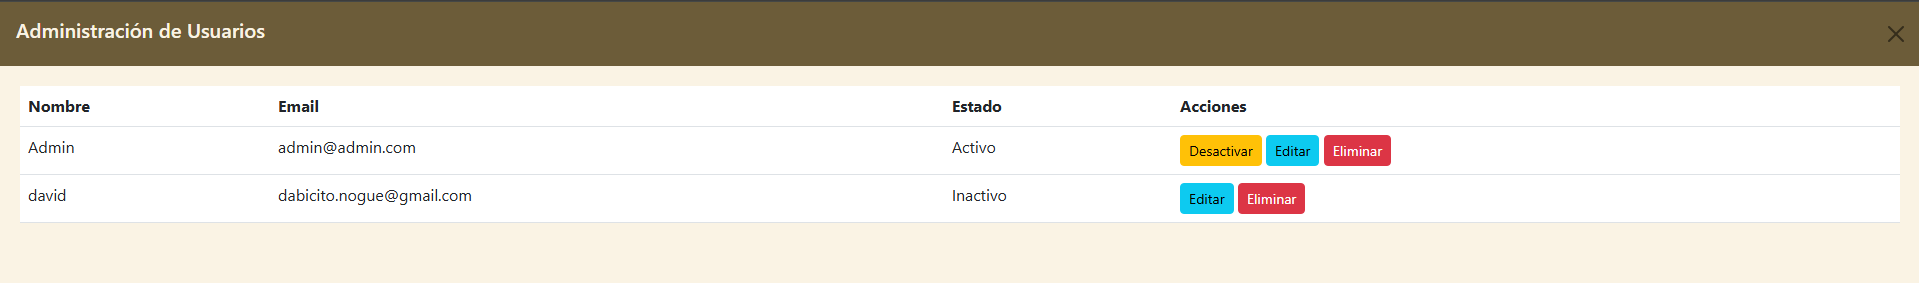 Administración de Usuarios
Nombre Email Estado Acciones
Admin admin@admin.com Activo Desactivar Editar Eliminar
david dabicito.nogue@gmail.com Inactivo Editar Eliminar